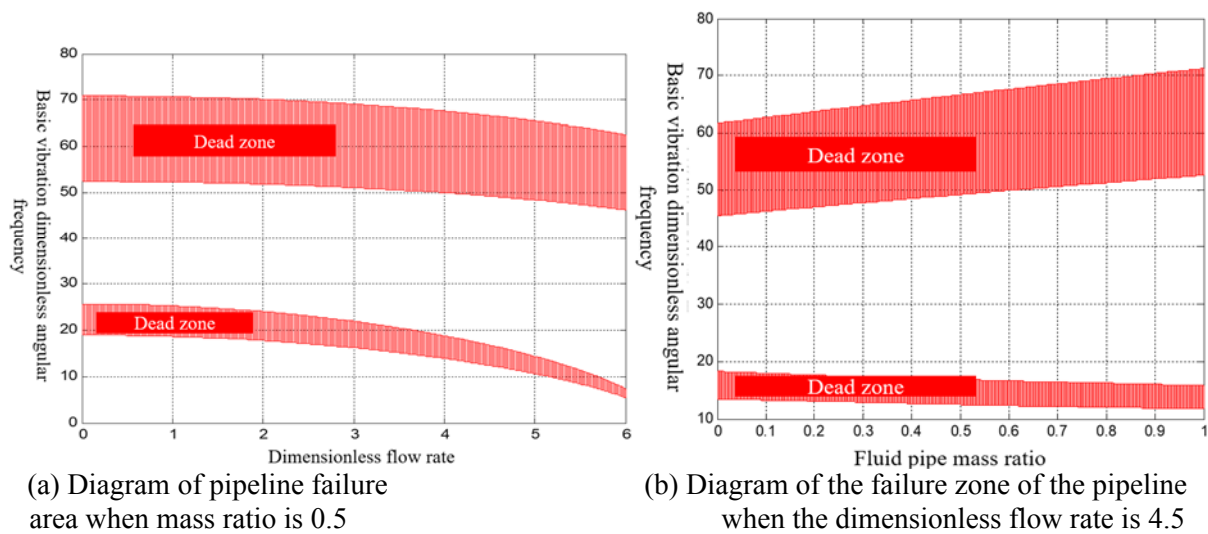 80
70
60
50
40
30
20
10
0
Basic vibration dimensionless angular
frequency
Dead zone
Dead zone
0 1 2 3 4 5 6
Dimensionless flow rate
(a) Diagram of pipeline failure
area when mass ratio is 0.5
80
70
60
50
40
30
20
10
Basic vibration dimensionless angular
frequency
Dead zone
Dead zone
0 0.1 0.2 0.3 0.4 0.5 0.6 0.7 0.8 0.9 1
Fluid pipe mass ratio
(b) Diagram of the failure zone of the pipeline
when the dimensionless flow rate is 4.5